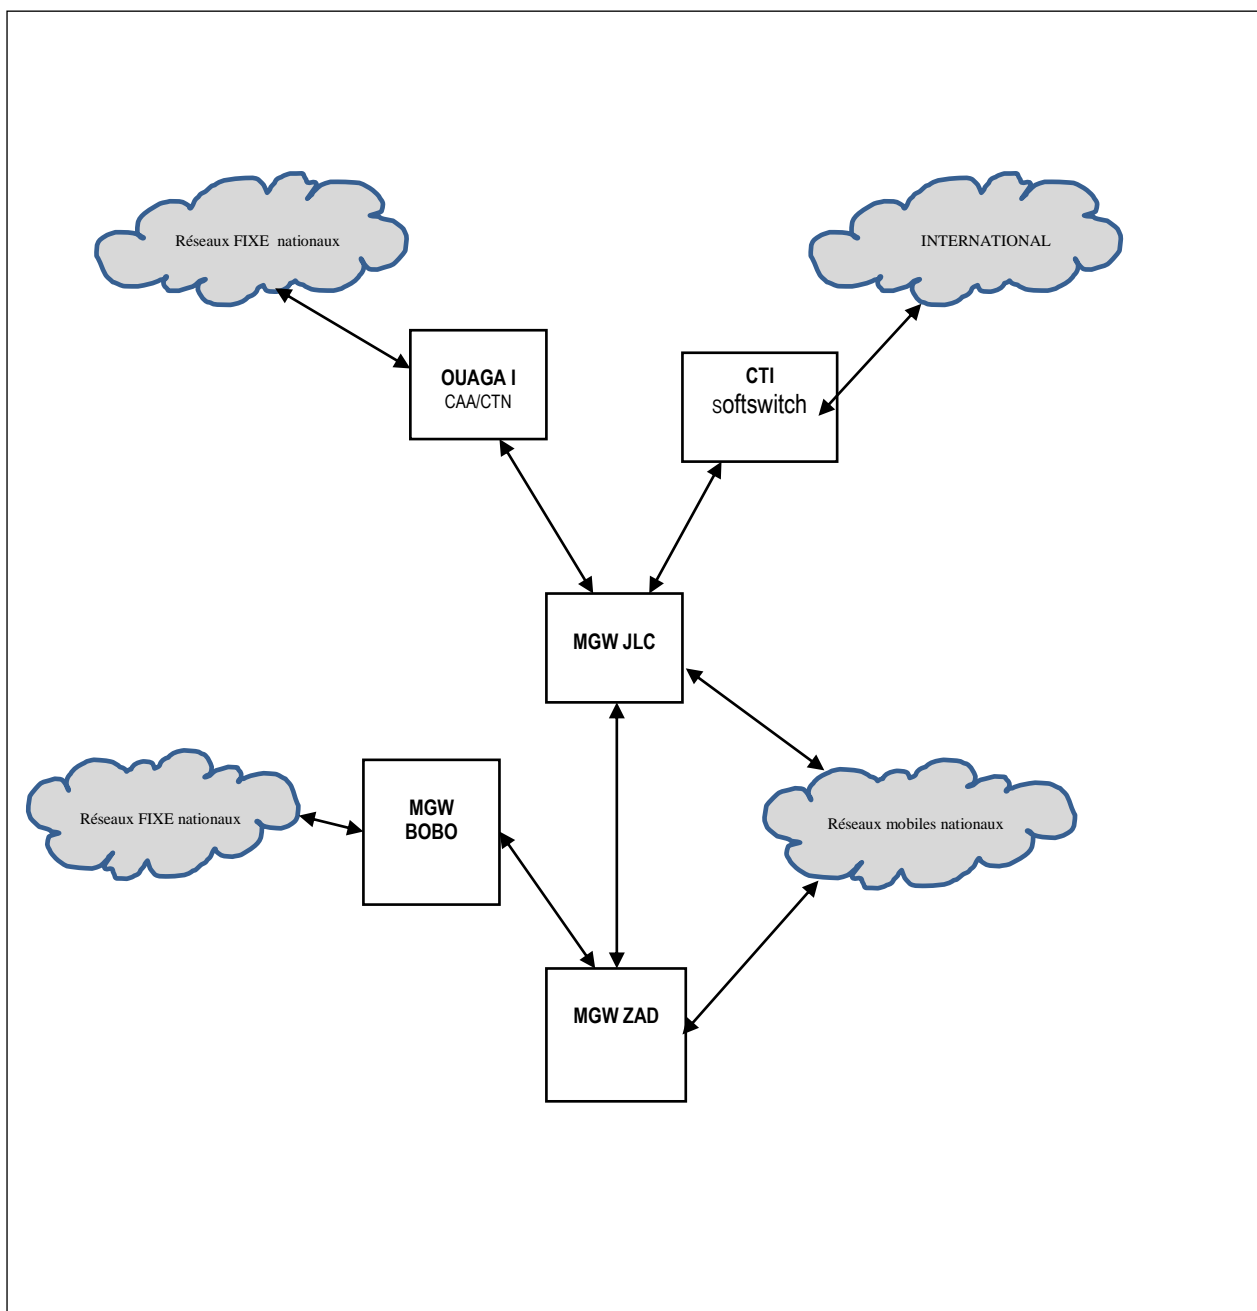 Réseaux FIXE  nationaux
INTERNATIONAL
OUAGA I
CAA/CTN
CTI
softswitch
MGW JLC
Réseaux FIXE nationaux
MGW
BOBO
Réseaux mobiles nationaux
MGW ZAD